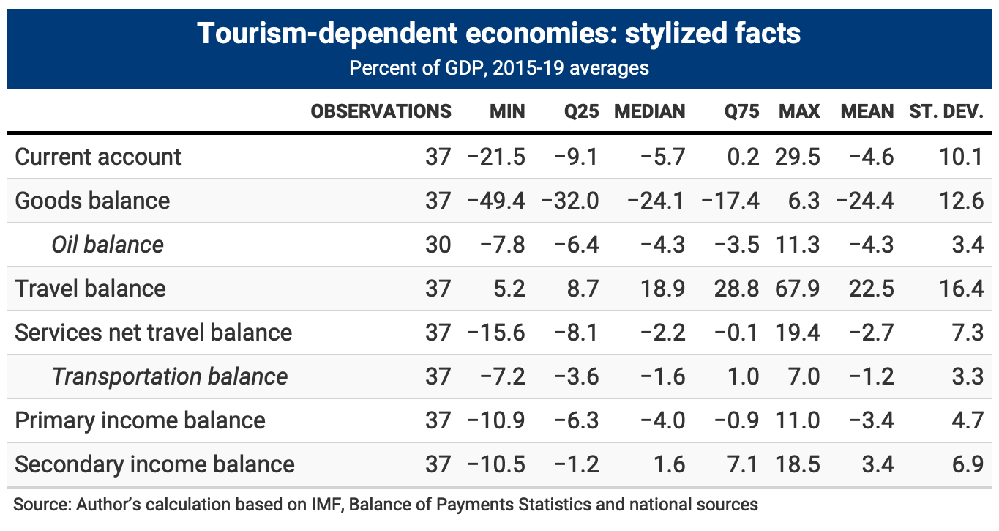 Tourism-dependent economies: stylized facts
Percent of GDP, 2015-19 averages
OBSERVATIONS MIN Q25 MEDIAN Q75 MAX MEAN ST. DEV.
Current account 37 −21.5 −9.1 −5.7 0.2 29.5 −4.6 10.1
Goods balance 37 −49.4 −32.0 −24.1 −17.4 6.3 −24.4 12.6
Oil balance 30 −7.8 −6.4 −4.3 −3.5 11.3 −4.3 3.4
Travel balance 37 5.2 8.7 18.9 28.8 67.9 22.5 16.4
Services net travel balance 37 −15.6 −8.1 −2.2 −0.1 19.4 −2.7 7.3
Transportation balance 37 −7.2 −3.6 −1.6 1.0 7.0 −1.2 3.3
Primary income balance 37 −10.9 −6.3 −4.0 −0.9 11.0 −3.4 4.7
Secondary income balance 37 −10.5 −1.2 1.6 7.1 18.5 3.4 6.9
Source: Author’s calculation based on IMF, Balance of Payments Statistics and national sources